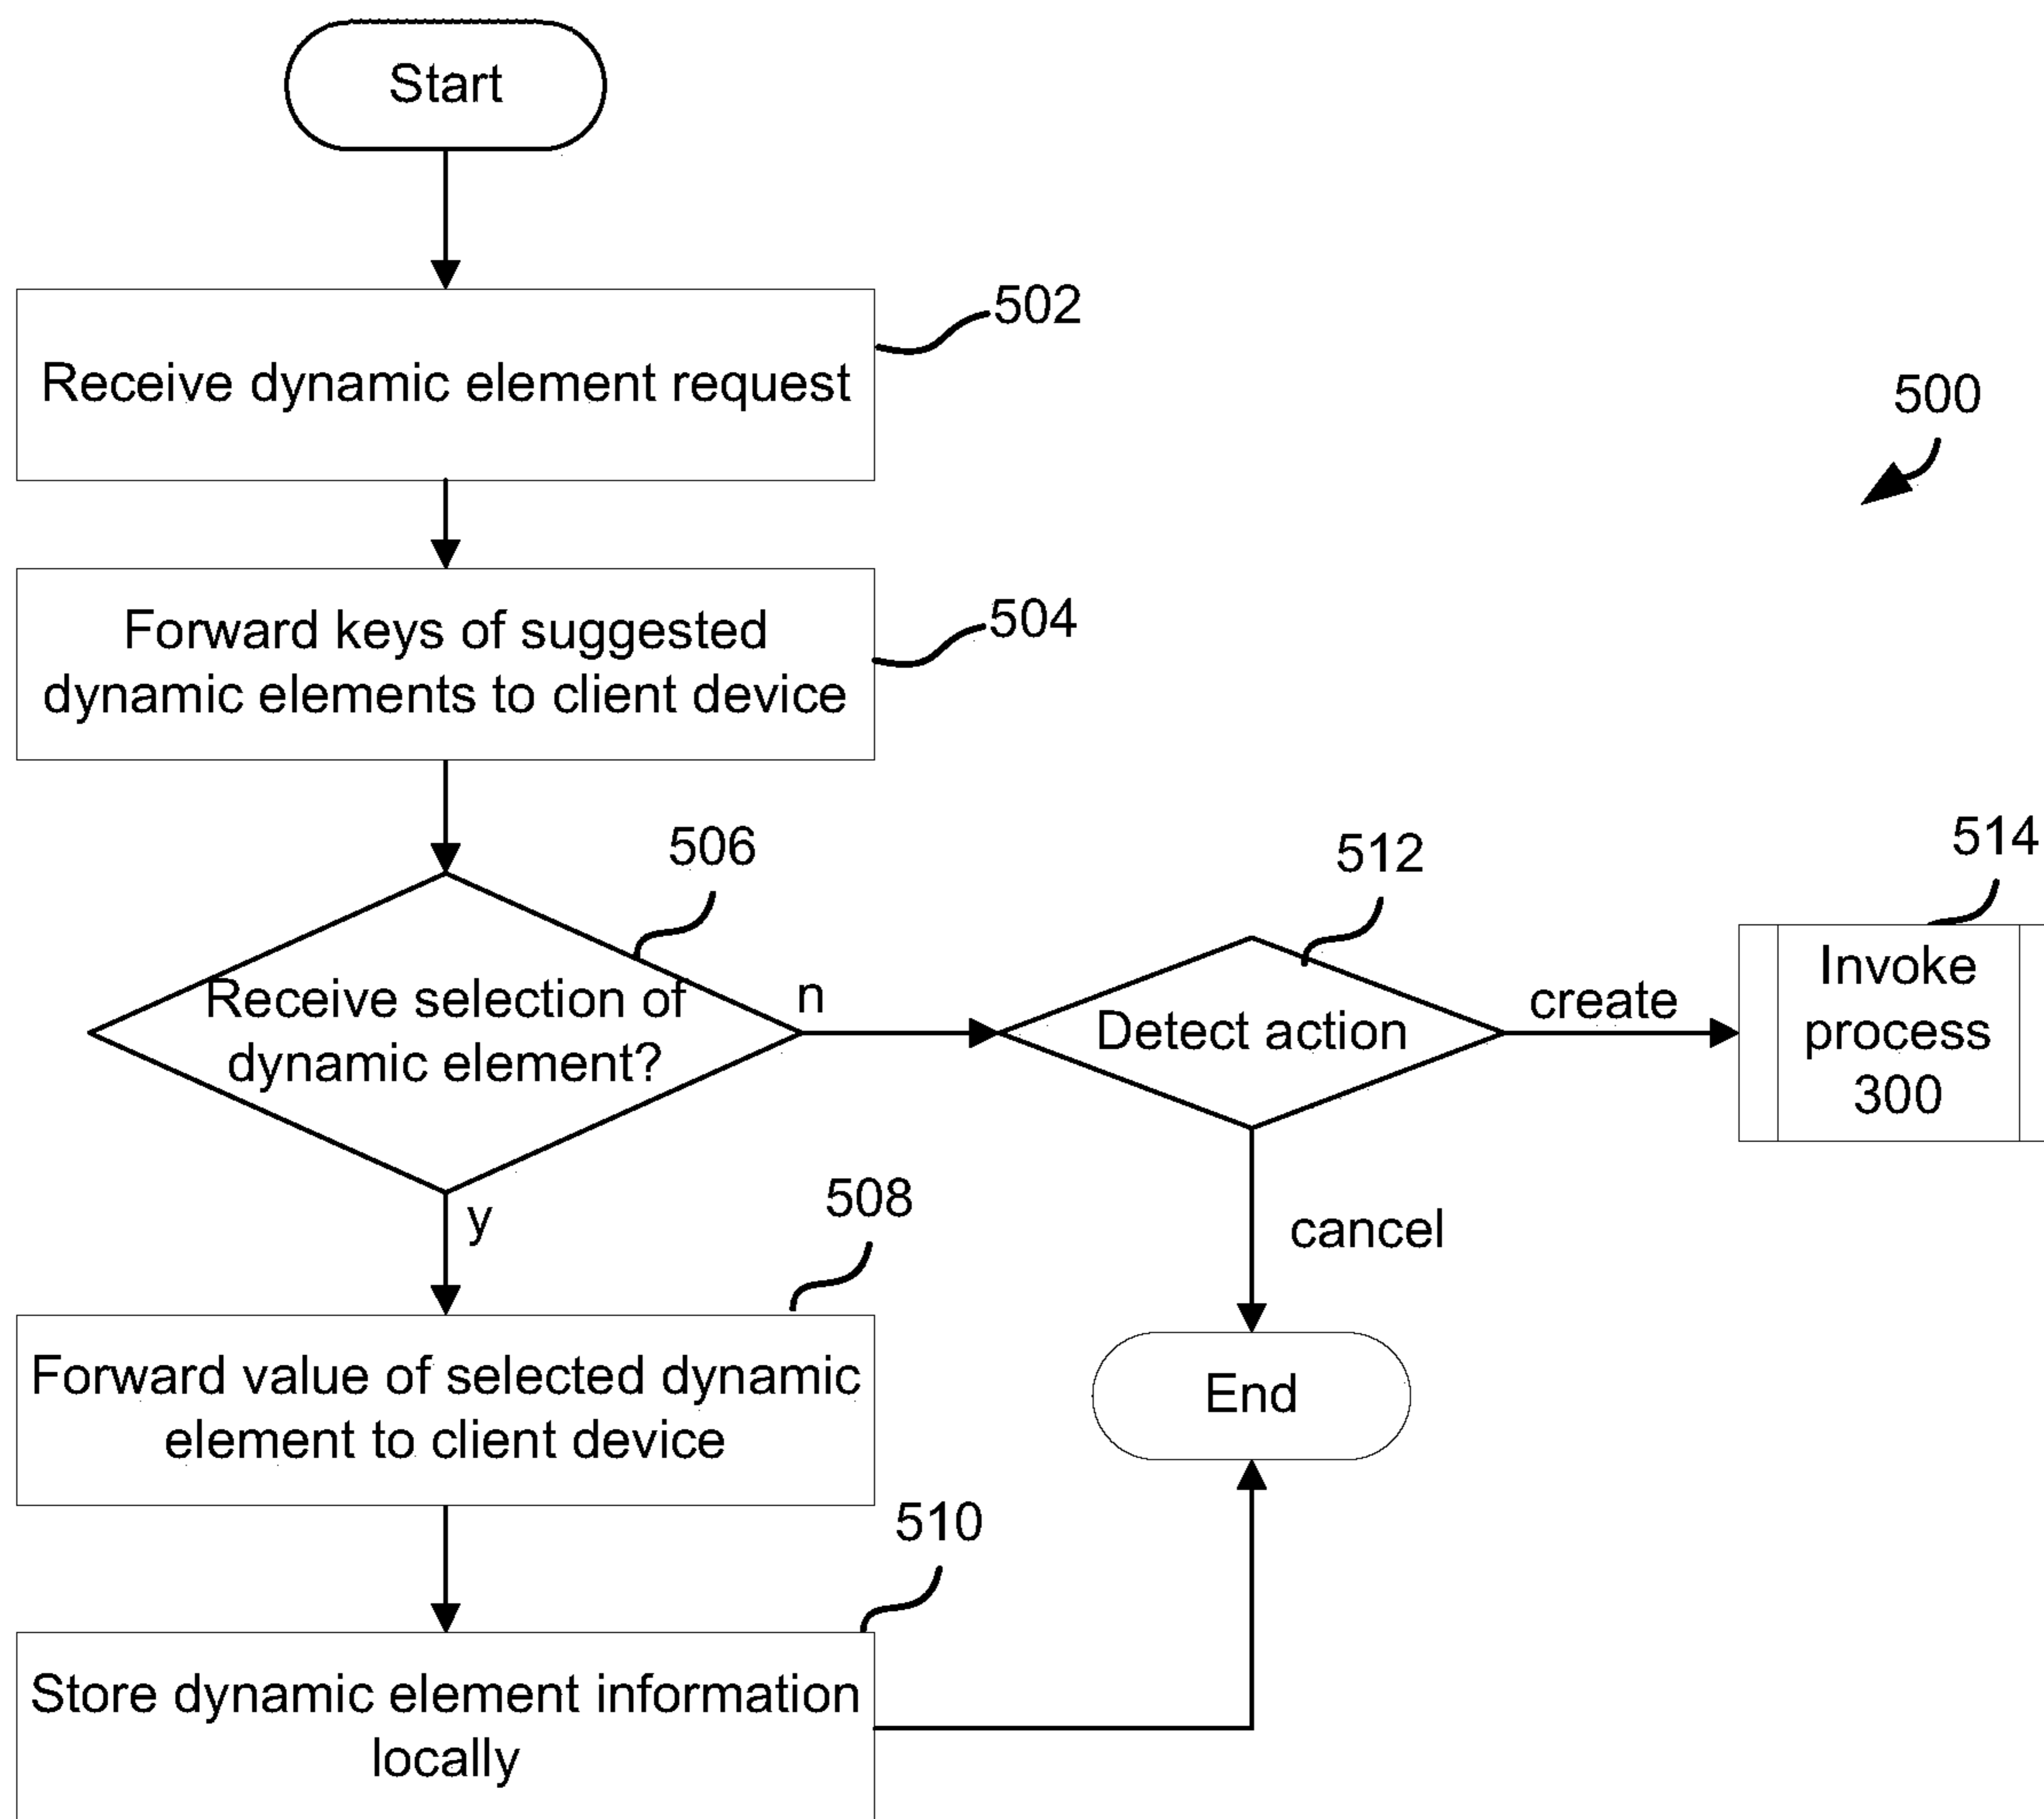 Start
502
Receive dynamic element request
500
504
Forward keys of suggested
dynamic elements to client device
506
Receive selection of
dynamic element?
n
y
512
Detect action
create
cancel
514
Invoke
process
300
508
Forward value of selected dynamic
element to client device
End
510
Store dynamic element information
locally